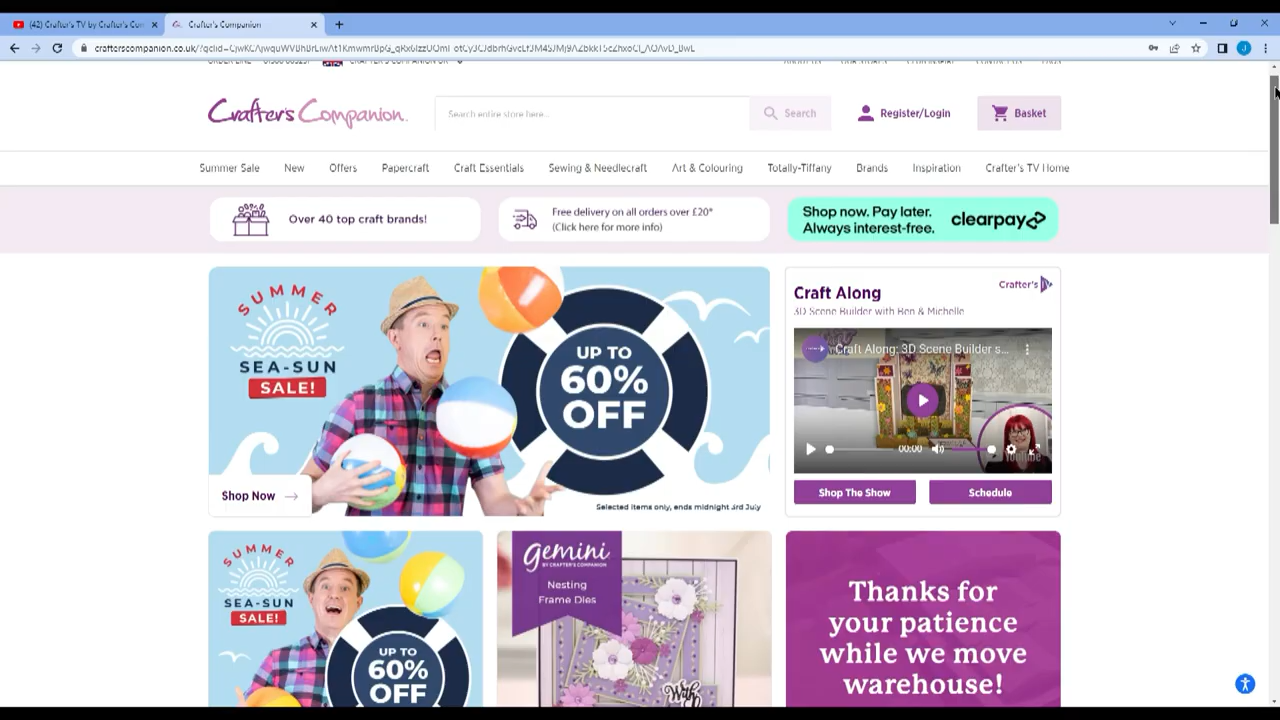 (42) Crafter's TV by Crafter's Con
Crafter's Companion
Search entire store here...
Search
Register/Login
Basket
Summer Sale
New
Offers
Papercraft
Craft Essentials
Sewing & Needlecraft
Art & Colouring
Totally-Tiffany
Brands
Inspiration
Crafter's TV Home
Over 40 top craft brands!
Free delivery on all orders over £20*
(Click here for more info)
Shop now. Pay later.
Always interest-free.
clearpay
SUMMER
SEA-SUN
SALE!
UP TO
60%
OFF
Shop Now
Selected items only, ends midnight 3rd July
Crafter's TV
Craft Along
3D Scene Builder with Ben & Michelle
Craft Along: 3D Scene Builder s...
00:00
YouTube
Shop The Show
Schedule
SUMMER
SEA-SUN
SALE!
UP TO
60%
OFF
gemini
BY CRAFTER'S COMPANION
Nesting
Frame Dies
With
Thanks for
your patience
while we move
warehouse!